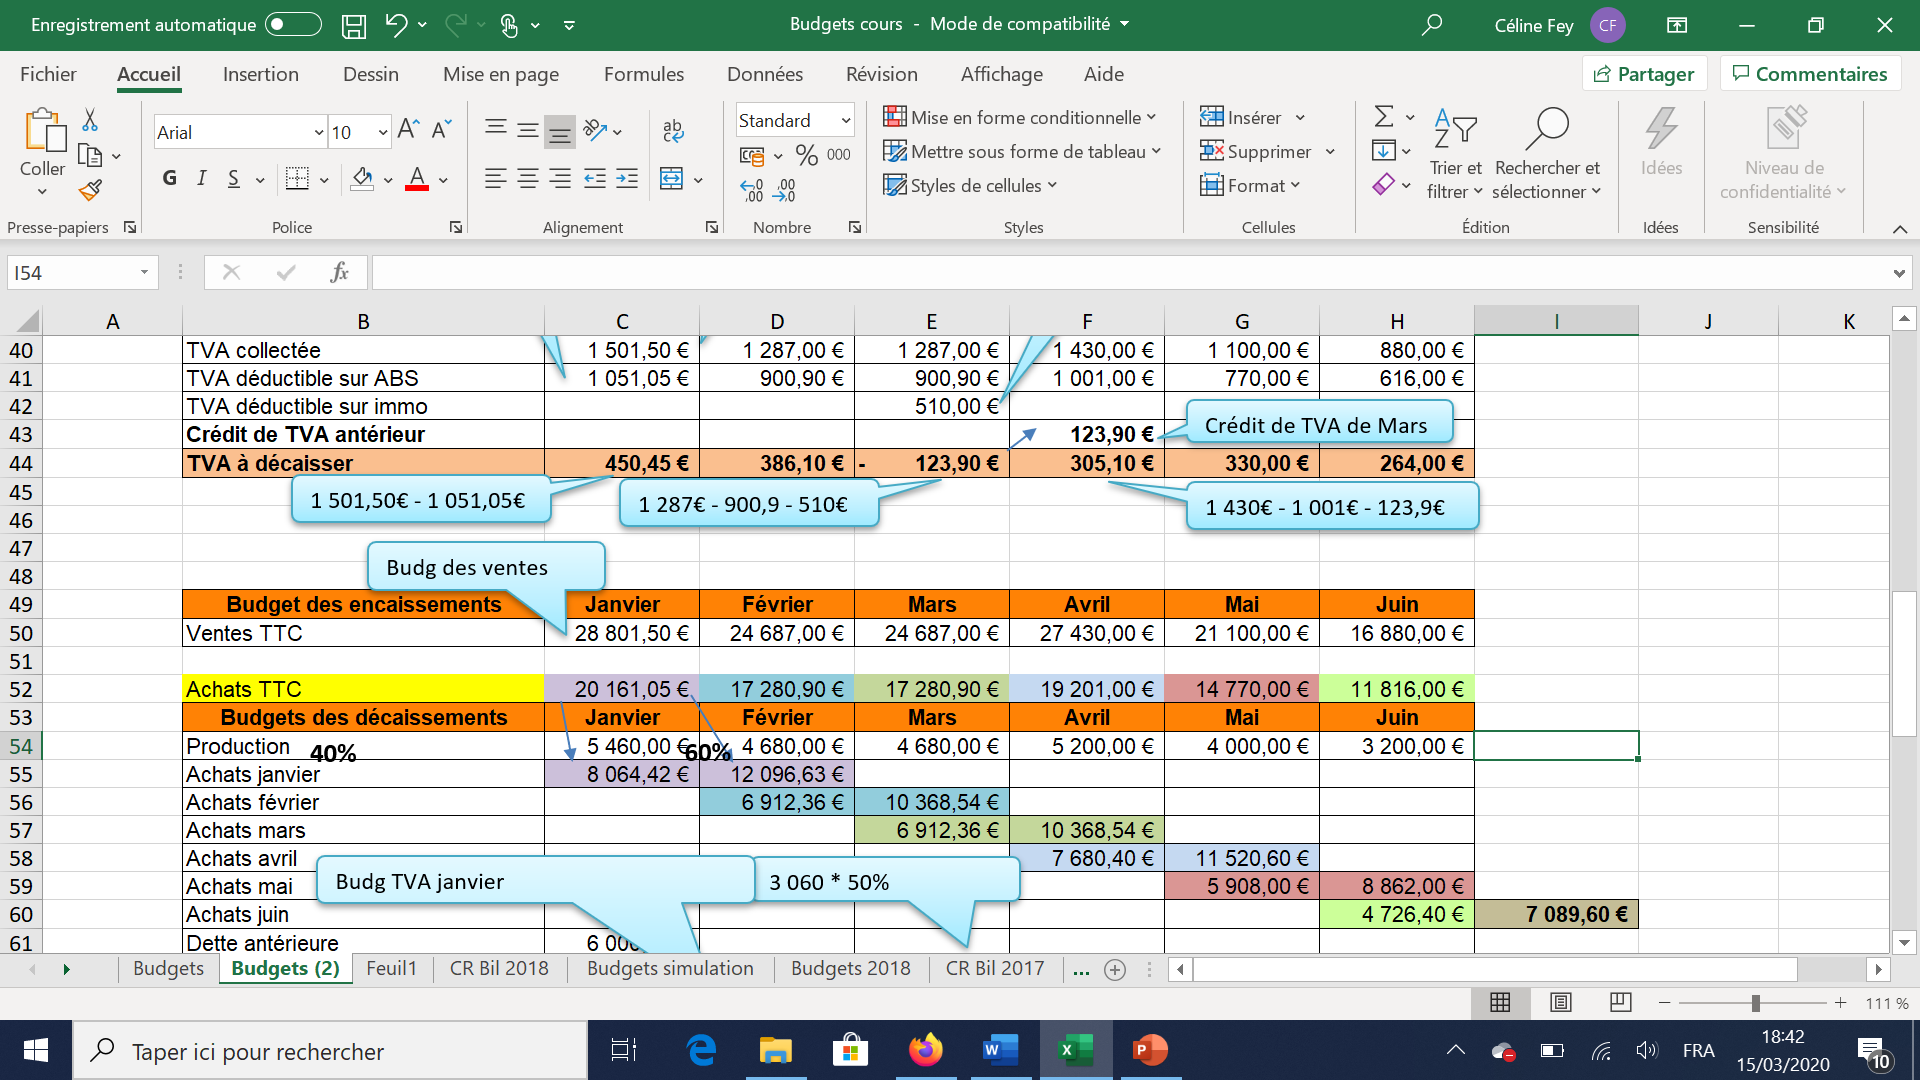 Enregistrement automatique
Budgets cours - Mode de compatibilité
Céline Fey CF
Fichier Accueil Insertion Dessin Mise en page Formules Données Révision Affichage Aide Partager Commentaires
Coller
Arial 10
G I S
Standard
% 000
Mise en forme conditionnelle
Mettre sous forme de tableau
Styles de cellules
Insérer
Supprimer
Format
Trier et filtrer
Rechercher et sélectionner
Idées
Niveau de confidentialité
Presse-papiers Police Alignement Nombre Styles Cellules Édition Idées Sensibilité
I54 fx
A B C D E F G H I J K
40 TVA collectée 1 501,50 € 1 287,00 € 1 287,00 € 1 430,00 € 1 100,00 € 880,00 €
41 TVA déductible sur ABS 1 051,05 € 900,90 € 900,90 € 1 001,00 € 770,00 € 616,00 €
42 TVA déductible sur immo 510,00 €
43 Crédit de TVA antérieur 123,90 € Crédit de TVA de Mars
44 TVA à décaisser 450,45 € 386,10 € - 123,90 € 305,10 € 330,00 € 264,00 €
45 1 501,50€ - 1 051,05€ 1 287€ - 900,9 - 510€ 1 430€ - 1 001€ - 123,9€
46
47
Budg des ventes
48
49 Budget des encaissements Janvier Février Mars Avril Mai Juin
50 Ventes TTC 28 801,50 € 24 687,00 € 24 687,00 € 27 430,00 € 21 100,00 € 16 880,00 €
51
52 Achats TTC 20 161,05 € 17 280,90 € 17 280,90 € 19 201,00 € 14 770,00 € 11 816,00 €
53 Budgets des décaissements Janvier Février Mars Avril Mai Juin
54 Production 40% 5 460,00 € 60% 4 680,00 € 4 680,00 € 5 200,00 € 4 000,00 € 3 200,00 €
55 Achats janvier 8 064,42 € 12 096,63 €
56 Achats février 6 912,36 € 10 368,54 €
57 Achats mars 6 912,36 € 10 368,54 €
58 Achats avril 7 680,40 € 11 520,60 €
59 Achats mai Budg TVA janvier 3 060 * 50% 5 908,00 € 8 862,00 €
60 Achats juin 4 726,40 € 7 089,60 €
61 Dette antérieure 6 00
Budgets Budgets (2) Feuil1 CR Bil 2018 Budgets simulation Budgets 2018 CR Bil 2017 ...
111 %
Taper ici pour rechercher
FRA
18:42
15/03/2020
10